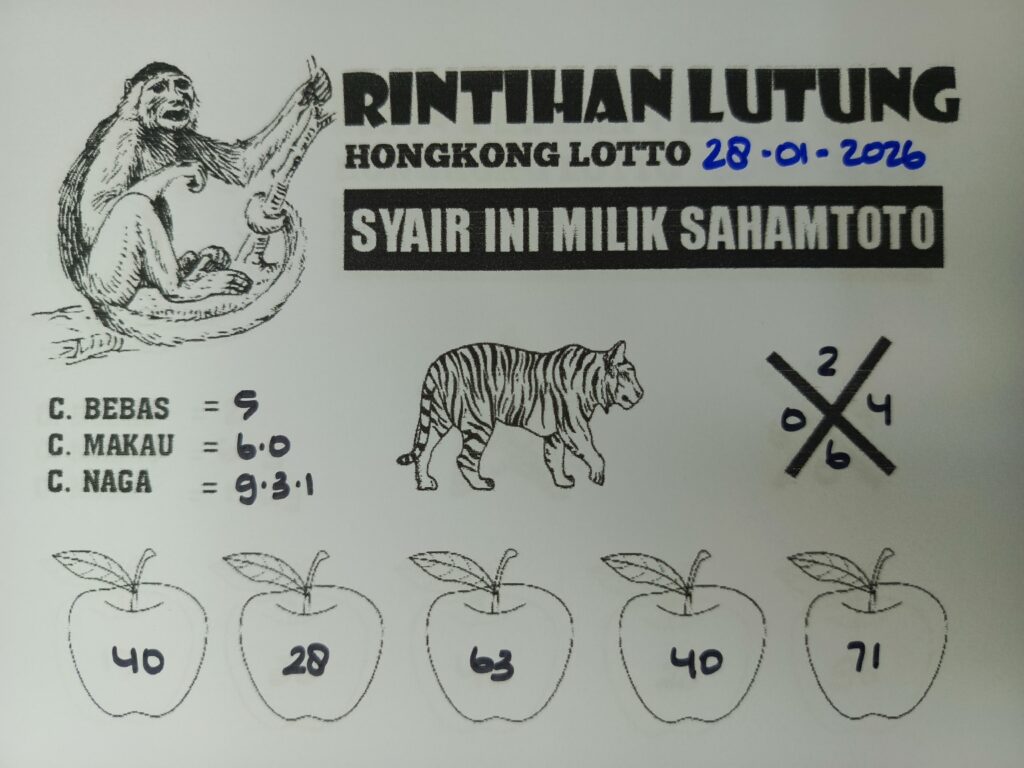 RINTIHAN LUTUNG
HONGKONG LOTTO 28-01-2026
SYAIR INI MILIK SAHAMTOTO
C. BEBAS = 5
C. MAKAU = 6.0
C. NAGA = 9.3.1
2
0 4
6
40 28 63 40 71